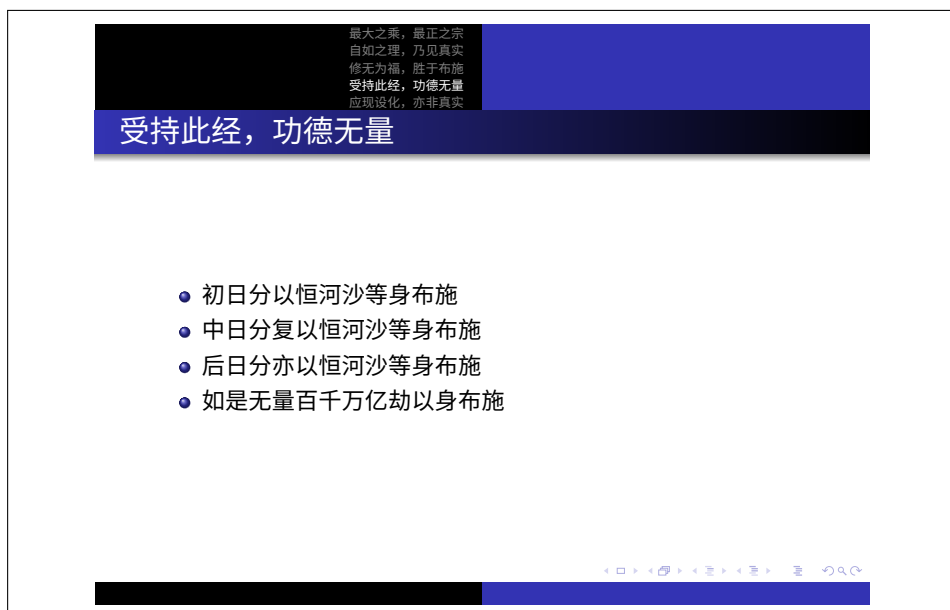 最大之乘，最正之宗
自如之理，乃见真实
修无为福，胜于布施
受持此经，功德无量
应现设化，亦非真实
受持此经，功德无量
初日分以恒河沙等身布施
中日分复以恒河沙等身布施
后日分亦以恒河沙等身布施
如是无量百千万亿劫以身布施